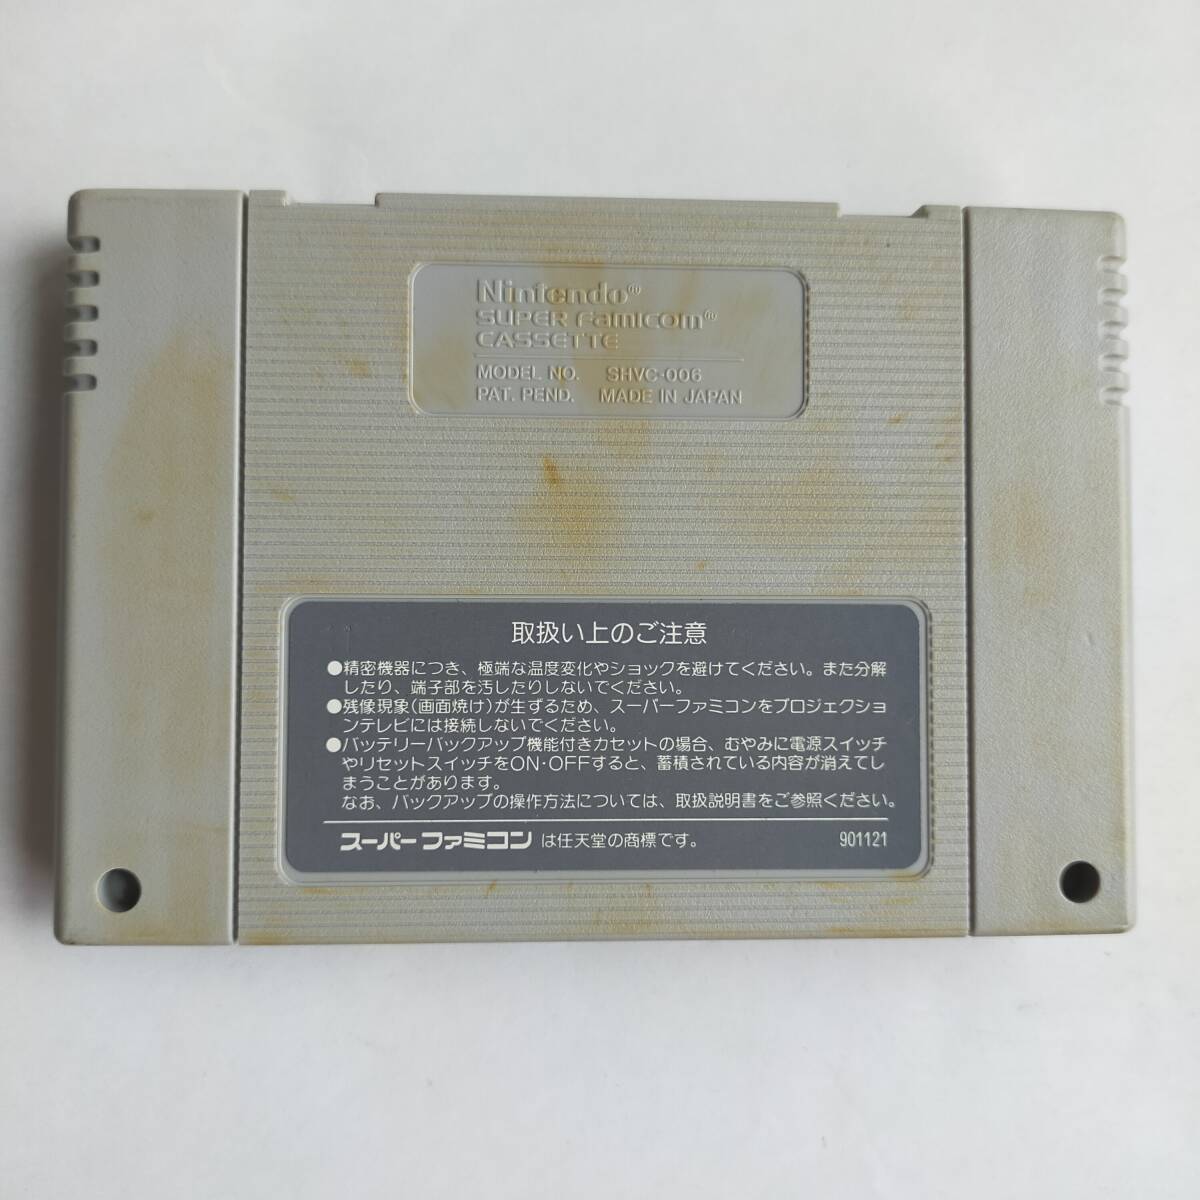 Nintendo®
SUPER FAMICOM®
CASSETTE
MODEL NO. SHVC-006
PAT. PEND. MADE IN JAPAN
取扱い上のご注意
●精密機器につき、極端な温度変化やショックを避けてください。また分解
したり、端子部を汚したりしないでください。
●残像現象(画面焼け)が生ずるため、スーパーファミコンをプロジェクショ
ンテレビには接続しないでください。
●バッテリーバックアップ機能付きカセットの場合、むやみに電源スイッチ
やリセットスイッチをON·OFFすると、蓄積されている内容が消えてし
まうことがあります。
なお、バックアップの操作方法については、取扱説明書をご参照ください。
スーパーファミコン は任天堂の商標です。 901121